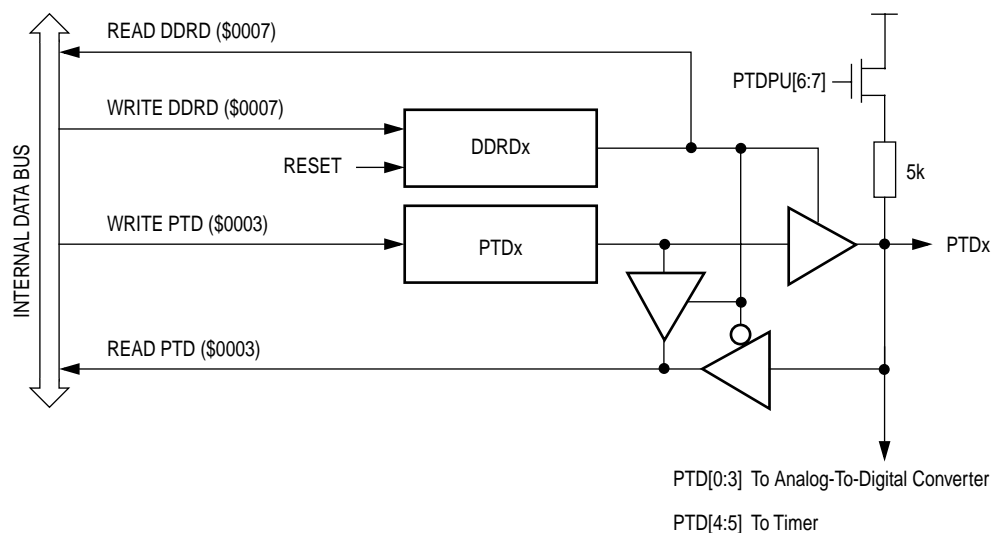 READ DDRD ($0007)
PTDPU[6:7]
WRITE DDRD ($0007)
DDRDx
RESET
5k
INTERNAL DATA BUS
WRITE PTD ($0003)
PTDx
PTDx
READ PTD ($0003)
PTD[0:3] To Analog-To-Digital Converter
PTD[4:5] To Timer